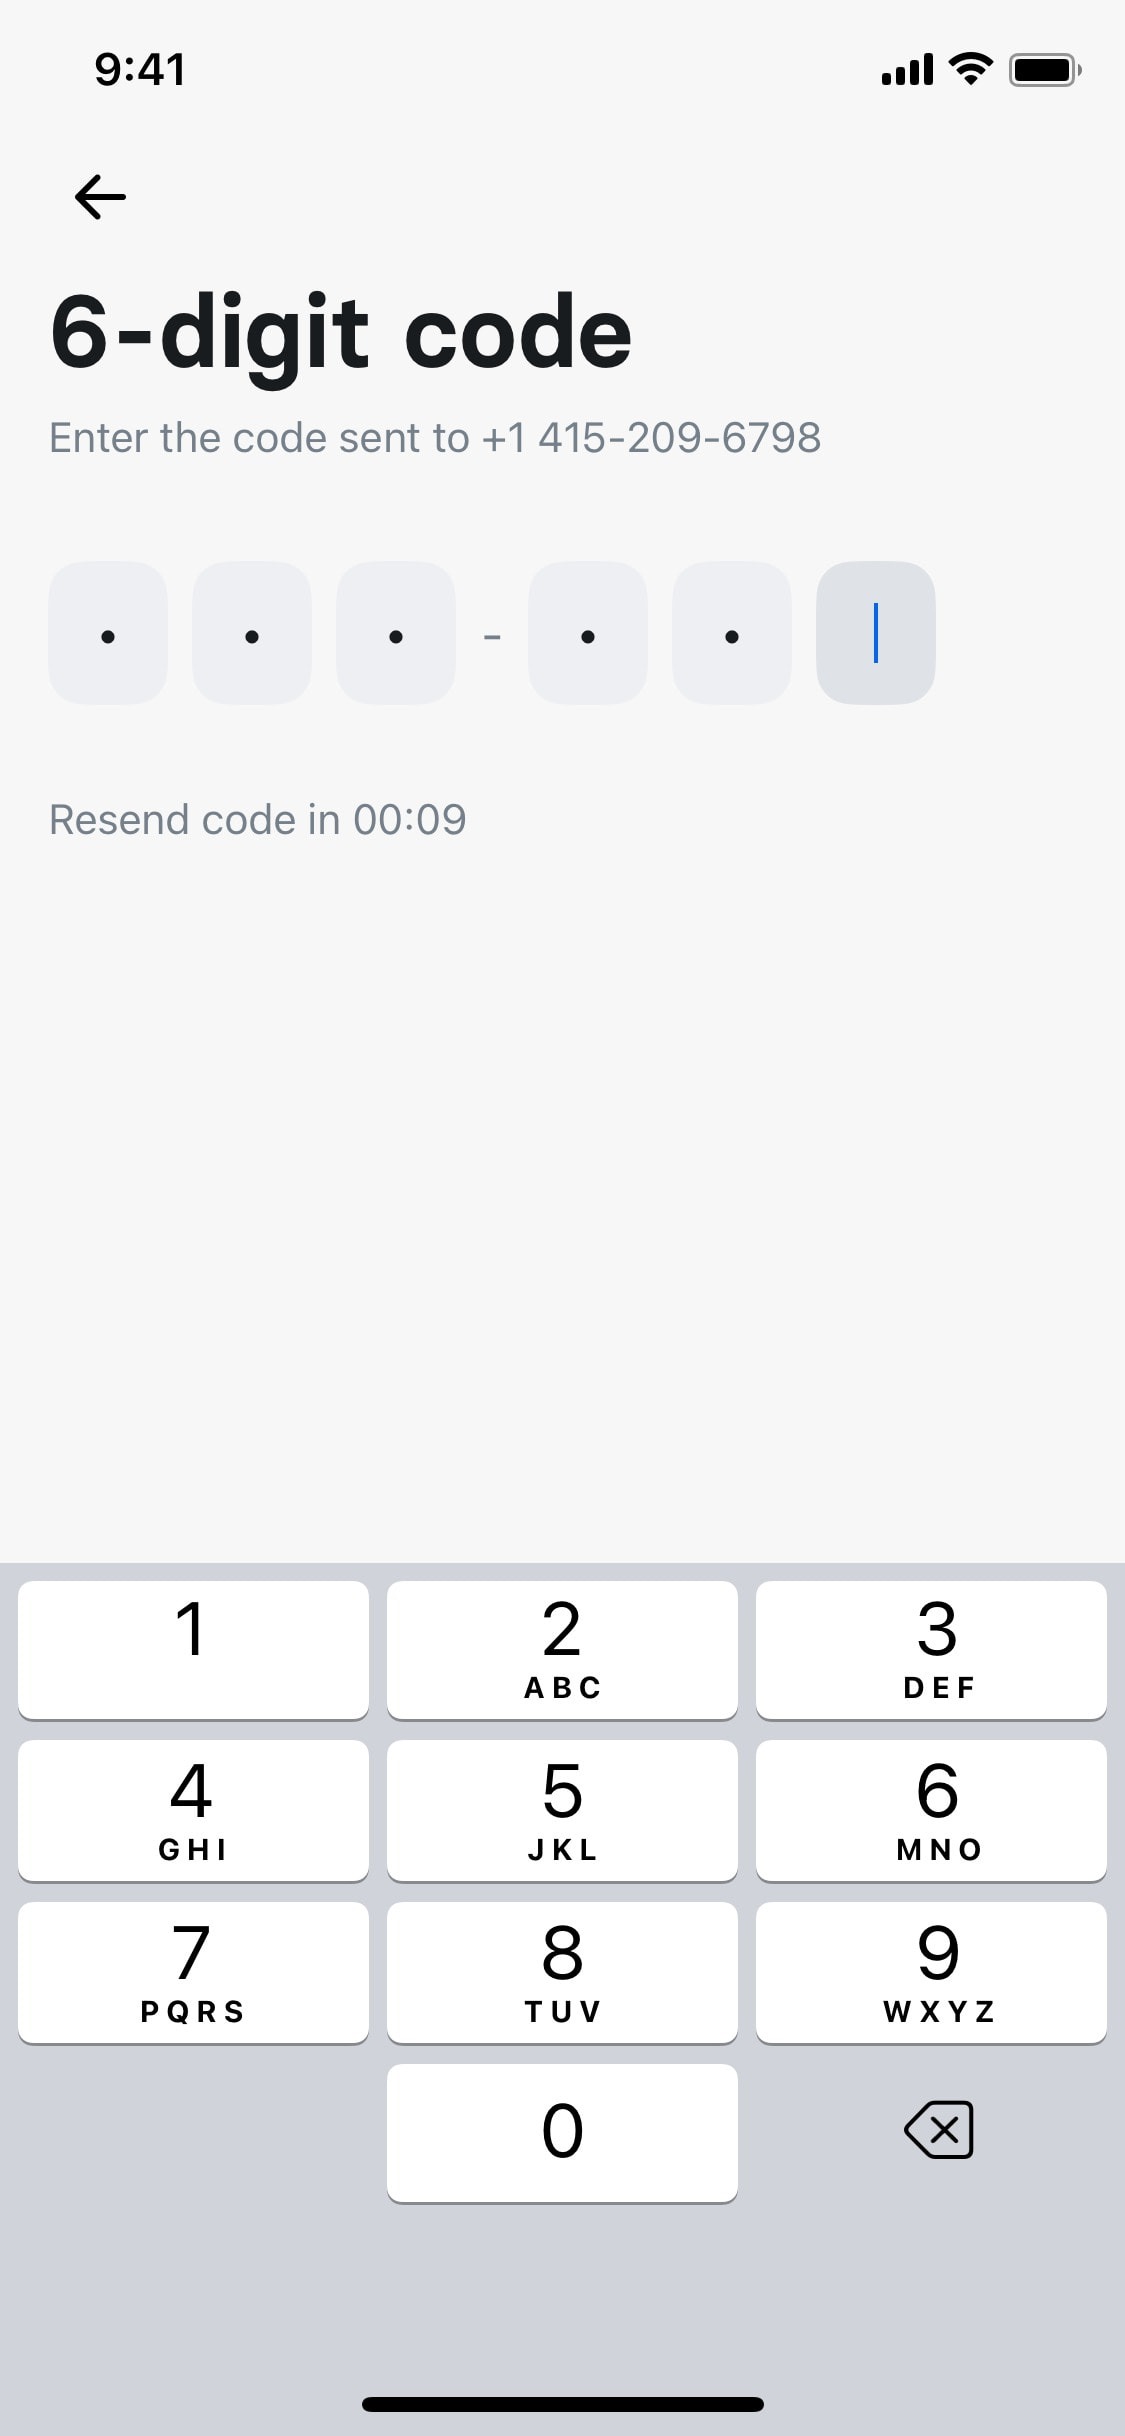 9:41
6-digit code
Enter the code sent to +1 415-209-6798
• • • - • •
Resend code in 00:09
1 2 3
ABC DEF
4 5 6
GHI JKL MNO
7 8 9
PQRS TUV WXYZ
0